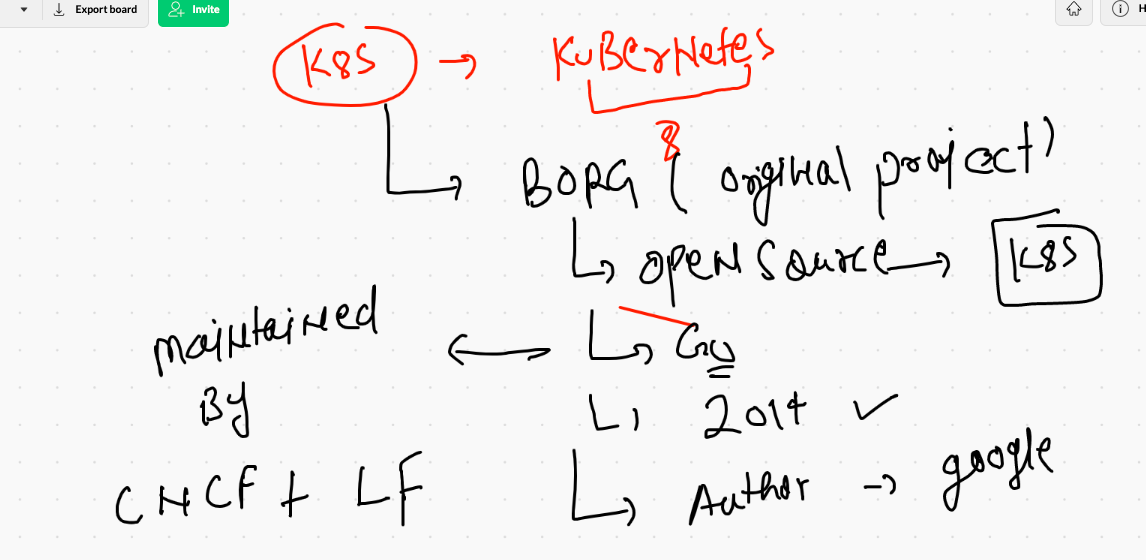 Export board
Invite
H
K8S → KuBerNetes
8
BORG ( original project)
open source → K8S
Go
2014 ✓
Author → google
maintained
By
CNCF + LF